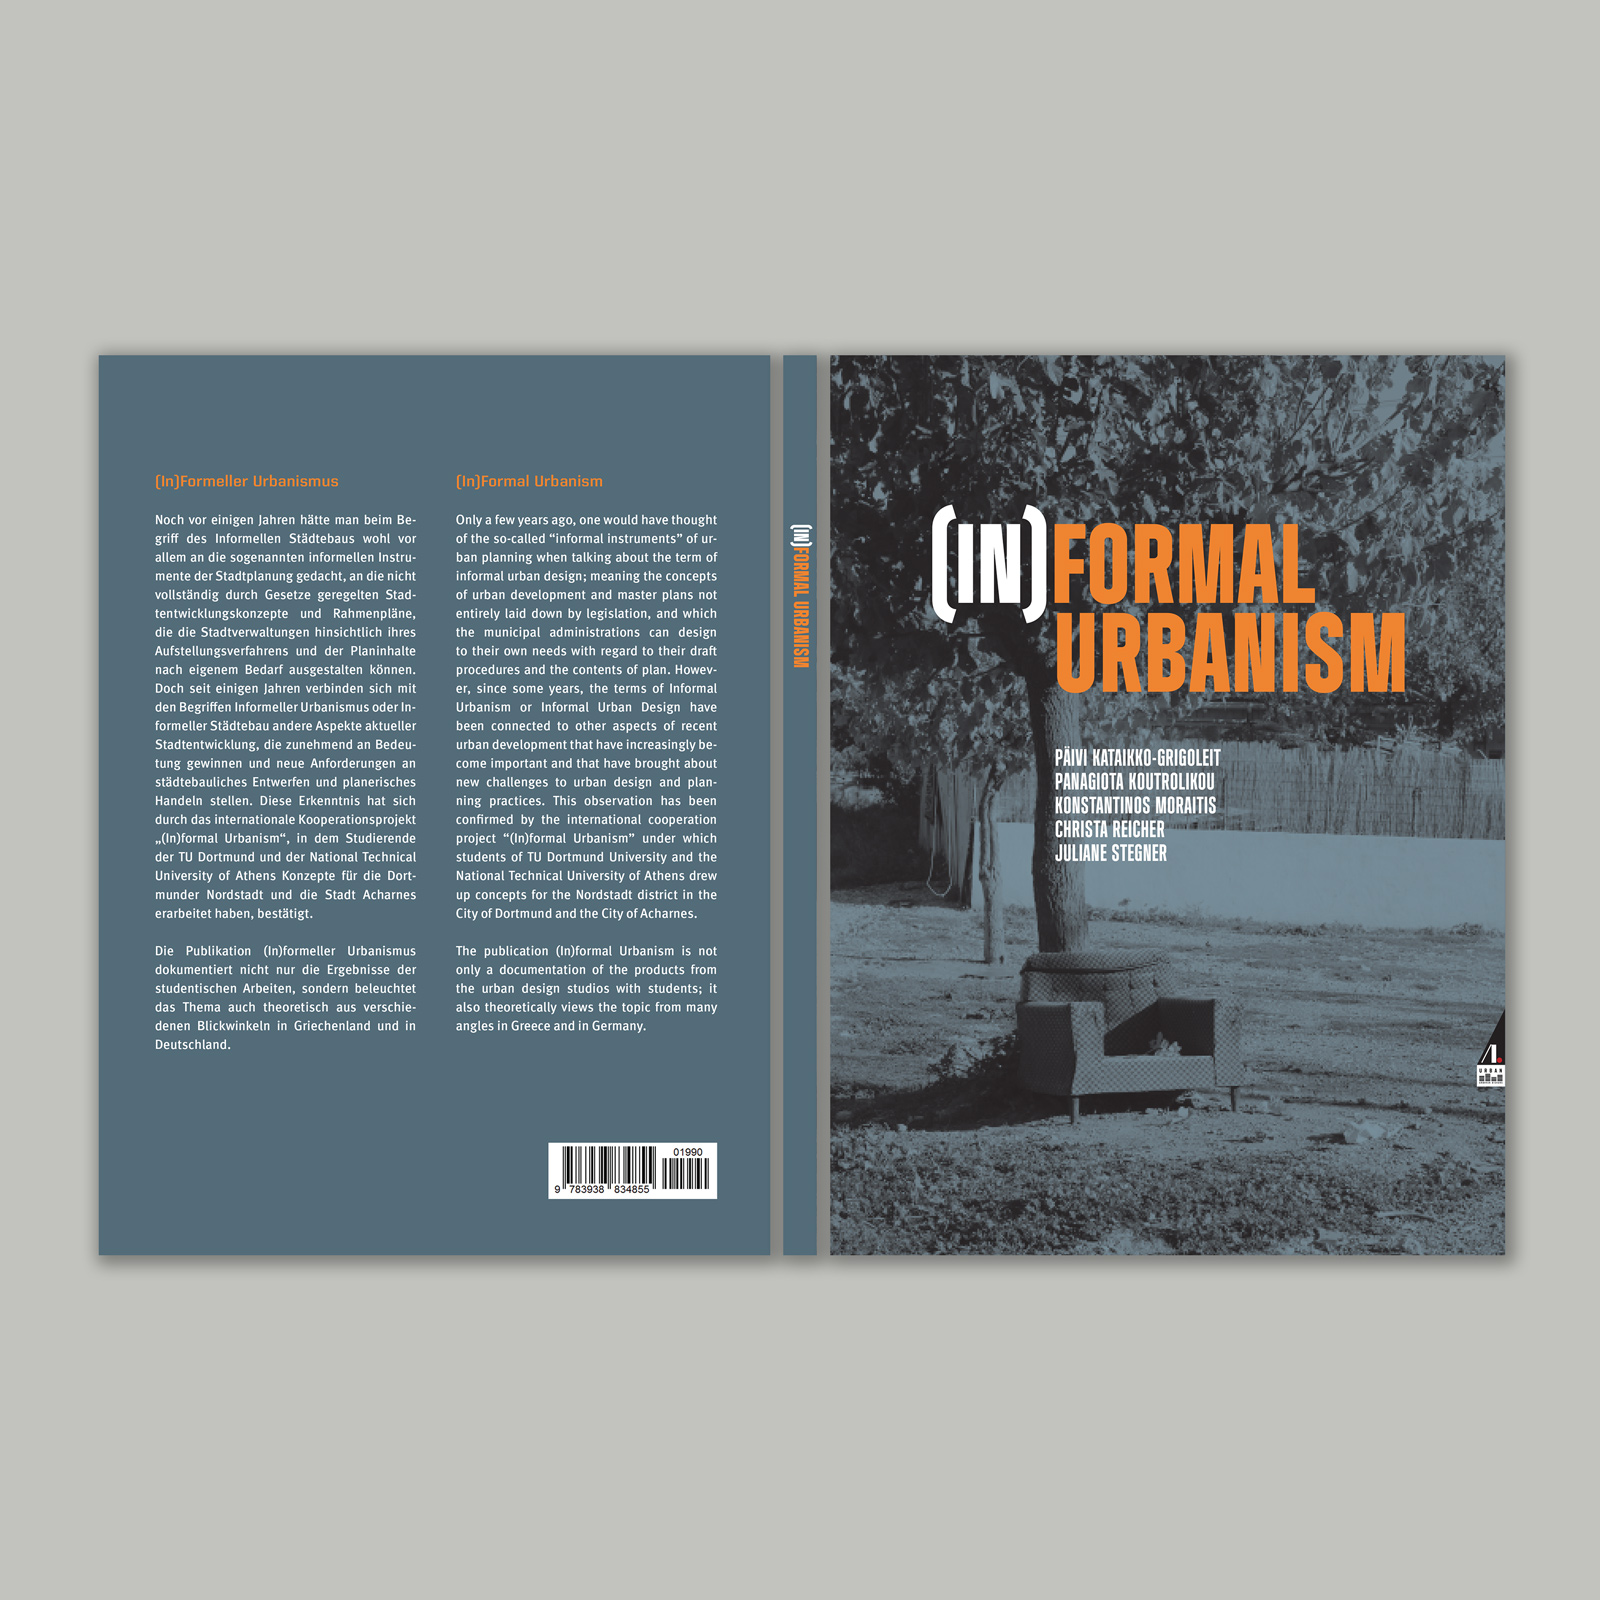 (In)Formeller Urbanismus
Noch vor einigen Jahren hätte man beim Be-
griff des Informellen Städtebaus wohl vor
allem an die sogenannten informellen Instru-
mente der Stadtplanung gedacht, an die nicht
vollständig durch Gesetze geregelten Stad-
tentwicklungskonzepte und Rahmenpläne,
die die Stadtverwaltungen hinsichtlich ihres
Aufstellungsverfahrens und der Planinhalte
nach eigenem Bedarf ausgestalten können.
Doch seit einigen Jahren verbinden sich mit
den Begriffen Informeller Urbanismus oder In-
formeller Städtebau andere Aspekte aktueller
Stadtentwicklung, die zunehmend an Bedeu-
tung gewinnen und neue Anforderungen an
städtebauliches Entwerfen und planerisches
Handeln stellen. Diese Erkenntnis hat sich
durch das internationale Kooperationsprojekt
„(In)formal Urbanism“, in dem Studierende
der TU Dortmund und der National Technical
University of Athens Konzepte für die Dort-
munder Nordstadt und die Stadt Acharnes
erarbeitet haben, bestätigt.
Die Publikation (In)formeller Urbanismus
dokumentiert nicht nur die Ergebnisse der
studentischen Arbeiten, sondern beleuchtet
das Thema auch theoretisch aus verschie-
denen Blickwinkeln in Griechenland und in
Deutschland.
(In)Formal Urbanism
Only a few years ago, one would have thought
of the so-called “informal instruments” of ur-
ban planning when talking about the term of
informal urban design; meaning the concepts
of urban development and master plans not
entirely laid down by legislation, and which
the municipal administrations can design
to their own needs with regard to their draft
procedures and the contents of plan. Howev-
er, since some years, the terms of Informal
Urbanism or Informal Urban Design have
been connected to other aspects of recent
urban development that have increasingly be-
come important and that have brought about
new challenges to urban design and plan-
ning practices. This observation has been
confirmed by the international cooperation
project “(In)formal Urbanism” under which
students of TU Dortmund University and the
National Technical University of Athens drew
up concepts for the Nordstadt district in the
City of Dortmund and the City of Acharnes.
The publication (In)formal Urbanism is not
only a documentation of the products from
the urban design studios with students; it
also theoretically views the topic from many
angles in Greece and in Germany.
01990
9 783938 834855
(IN)FORMAL URBANISM
(IN)FORMAL
URBANISM
PÄIVI KATAIKKO-GRIGOLEIT
PANAGIOTA KOUTROLIKOU
KONSTANTINOS MORAITIS
CHRISTA REICHER
JULIANE STEGNER
URBAN